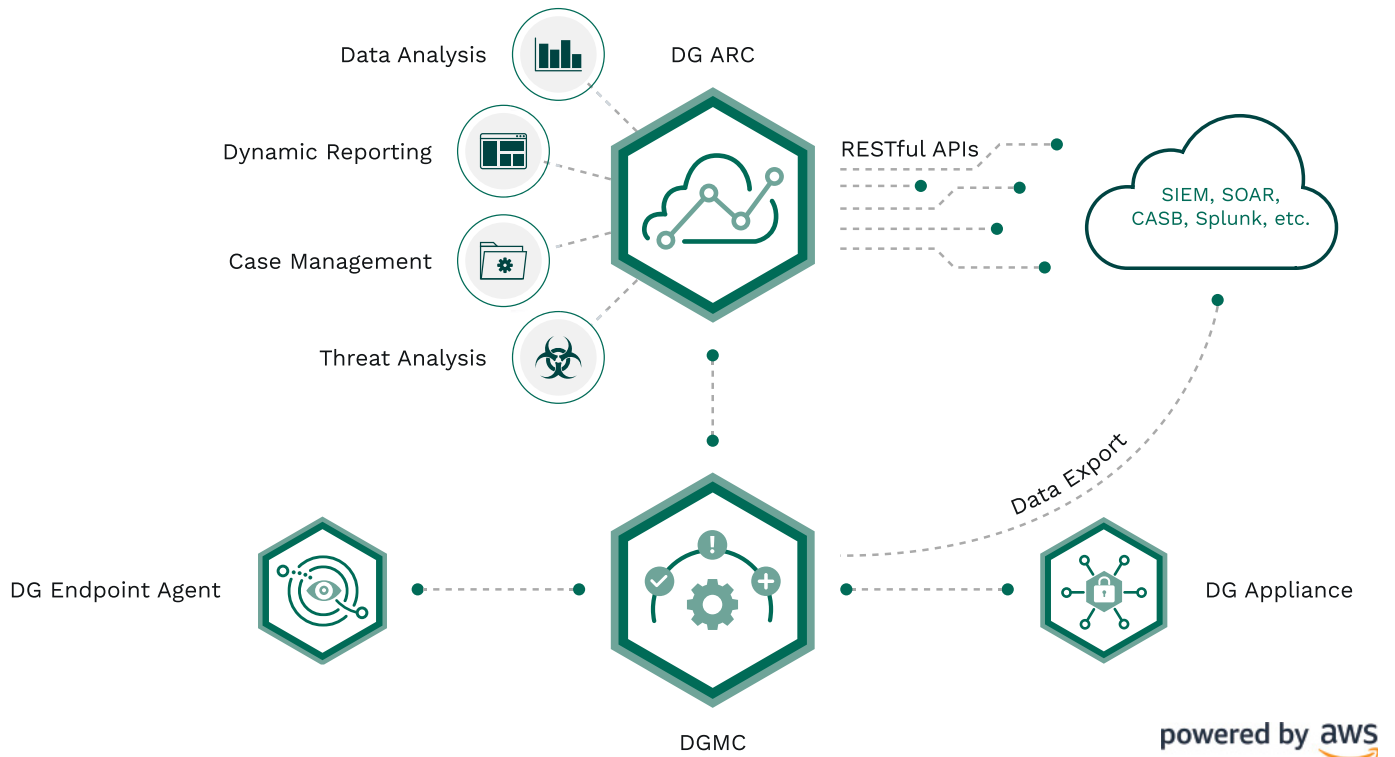 Data Analysis
DG ARC
Dynamic Reporting
RESTful APIs
SIEM, SOAR,
CASB, Splunk, etc.
Case Management
Threat Analysis
Data Export
DG Endpoint Agent
DG Appliance
DGMC
powered by aws